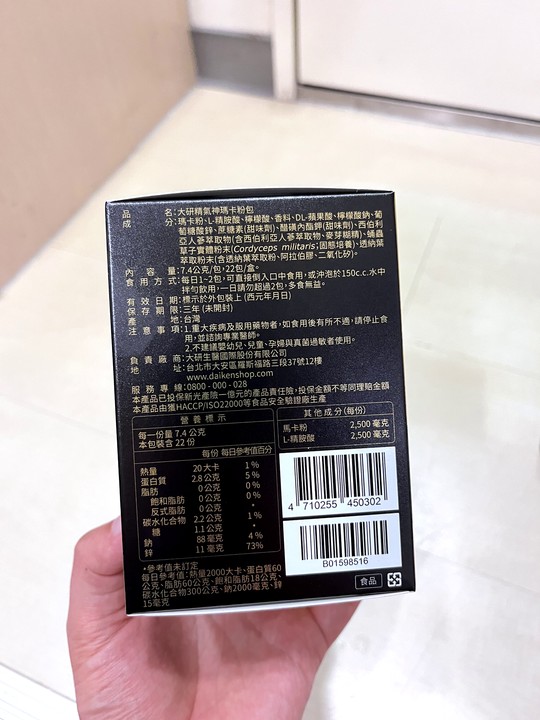 品　　名：大研精氣神瑪卡粉包
成　　分：瑪卡粉、L-精胺酸、檸檬酸、香料、DL-蘋果酸、檸檬酸鈉、葡
萄糖酸鋅、蔗糖素(甜味劑)、醋磺內酯鉀(甜味劑)、西伯利
亞人蔘萃取物(含西伯利亞人蔘萃取物、麥芽糊精)、蛹蟲
草子實體粉末(Cordyceps militaris;固態培養)、透納葉
萃取粉末(含透納葉萃取粉、阿拉伯膠、二氧化矽)。
內 容 量：7.4公克/包，22包/盒。
食用方式：每日1~2包，可直接倒入口中食用，或沖泡於150c.c.水中
拌勻飲用，一日請勿超過2包，多食無益。
有效日期：標示於外包裝上 (西元年月日)
保存期限：三年 (未開封)
產　　地：台灣
注意事項：1.重大疾病及服用藥物者，如食用後有所不適，請停止食
用，並諮詢專業醫師。
2.不建議嬰幼兒、兒童、孕婦與真菌過敏者使用。
負責廠商：大研生醫國際股份有限公司
地　　址：台北市大安區羅斯福路三段37號12樓
www.daikenshop.com
服務專線：0800-000-028
本產品已投保新光產險一億元的產品責任險，投保金額不等同理賠金額
本產品由獲HACCP/ISO22000等食品安全驗證廠生產
營養標示
每一份量 7.4 公克
本包裝含 22份
每份 每日參考值百分比
熱量 20 大卡 1 %
蛋白質 2.8 公克 5 %
脂肪 0 公克 0 %
飽和脂肪 0 公克 0 %
反式脂肪 0 公克 *
碳水化合物 2.2 公克 1 %
糖 1.1 公克 *
鈉 88 毫克 4 %
鋅 11 毫克 73%
*參考值未訂定
每日參考值：熱量2000大卡、蛋白質60
公克、脂肪60公克、飽和脂肪18公克、
碳水化合物300公克、鈉2000毫克、鋅
15毫克
其他成分 (每份)
馬卡粉 2,500 毫克
L-精胺酸 2,500 毫克
4 710255 450302
B01598516
食品